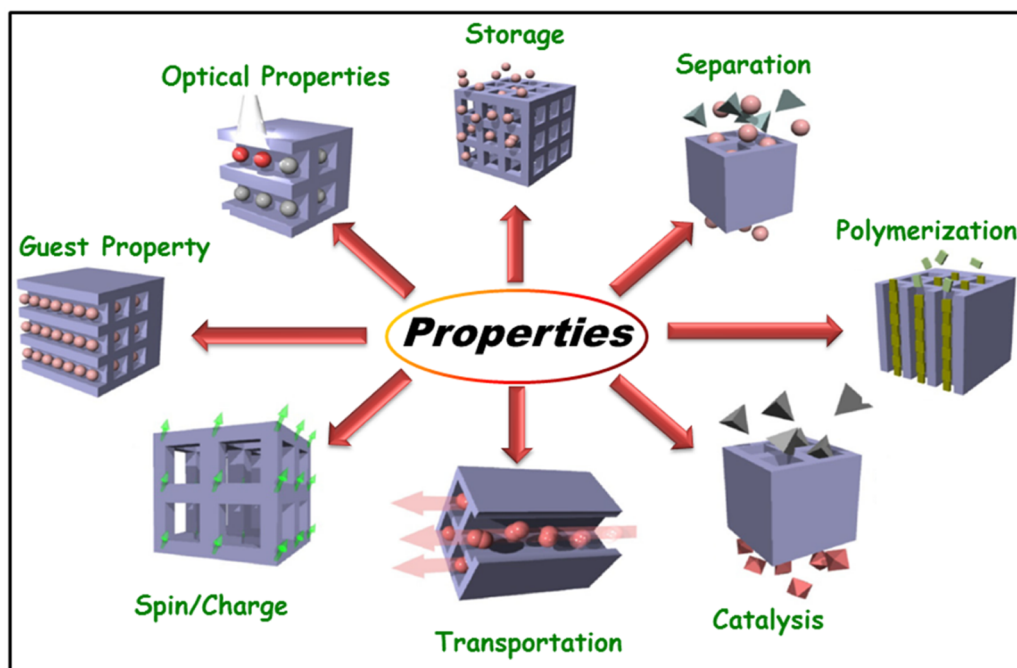 Storage
Optical Properties
Separation
Guest Property
Polymerization
Properties
Spin/Charge
Transportation
Catalysis